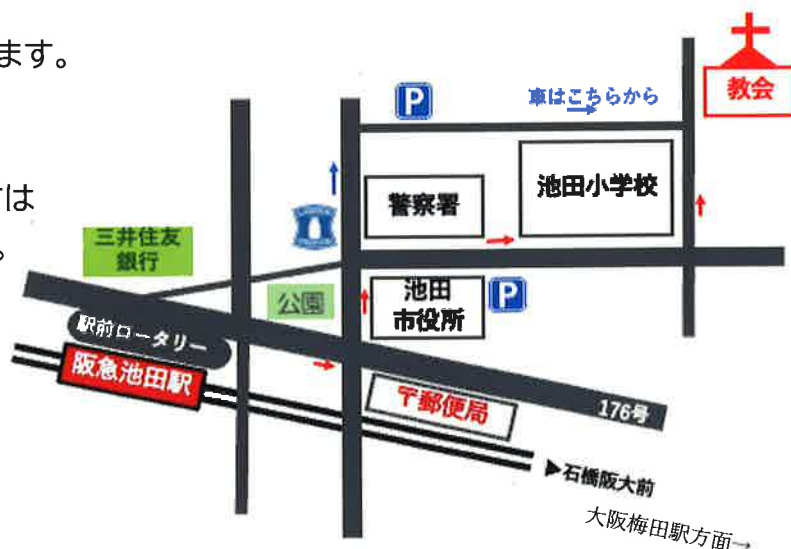 ます。
は
。
P
車はこちらから
教会
警察署
池田小学校
三井住友
銀行
公園
池田
市役所
P
駅前ロータリー
阪急池田駅
〒郵便局
176号
▶石橋阪大前
大阪梅田駅方面→